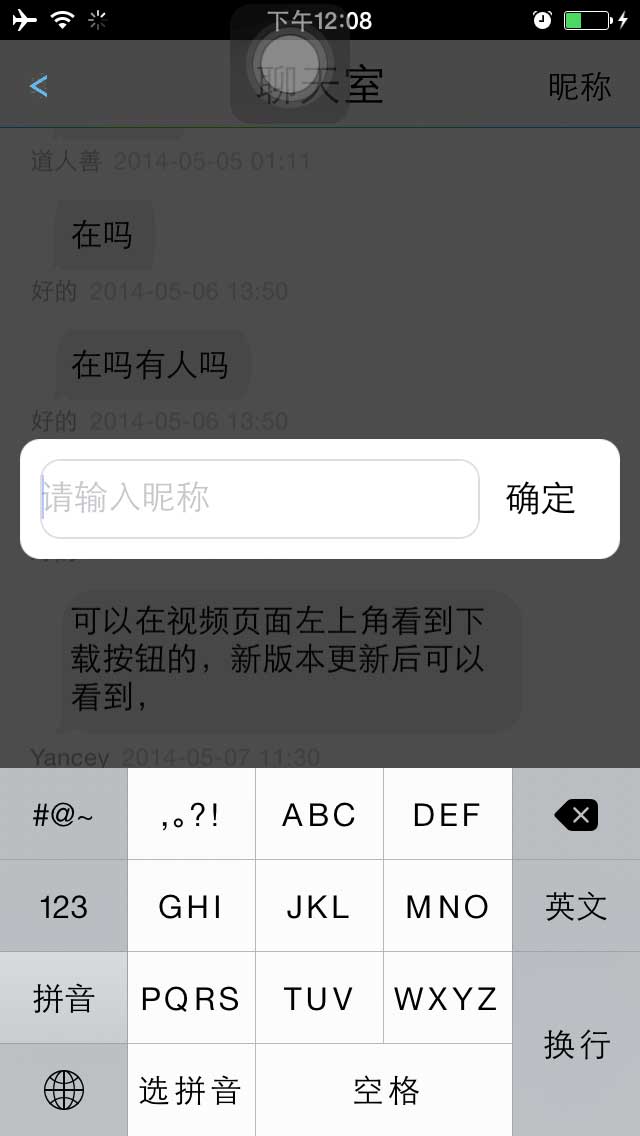 下午12:08
<
聊天室
昵称
道人善 2014-05-05 01:11
在吗
好的 2014-05-06 13:50
在吗有人吗
好的 2014-05-06 13:50
请输入昵称
确定
可以在视频页面左上角看到下
载按钮的，新版本更新后可以
看到，
Yancey 2014-05-07 11:30
#@~
,。?!
ABC
DEF
123
GHI
JKL
MNO
英文
拼音
PQRS
TUV
WXYZ
换行
选拼音
空格